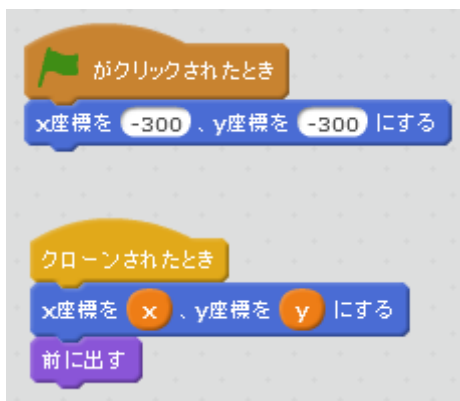 がクリックされたとき
x座標を -300 、y座標を -300 にする
クローンされたとき
x座標を x 、y座標を y にする
前に出す